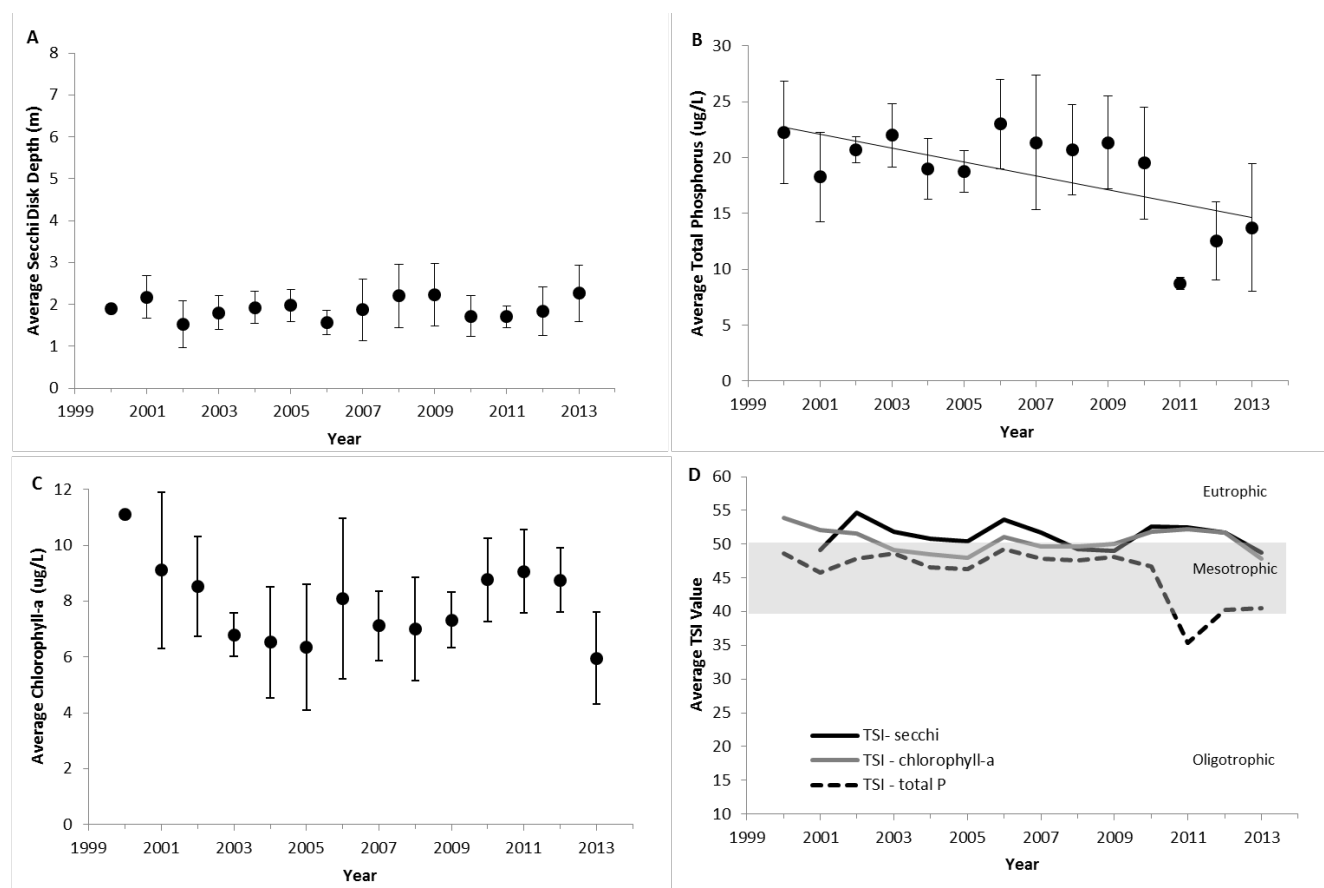 A
Average Secchi Disk Depth (m)
8
7
6
5
4
3
2
1
0
1999 2001 2003 2005 2007 2009 2011 2013
Year
B
Average Total Phosphorus (ug/L)
30
25
20
15
10
5
0
1999 2001 2003 2005 2007 2009 2011 2013
Year
C
Average Chlorophyll-a (ug/L)
12
10
8
6
4
2
0
1999 2001 2003 2005 2007 2009 2011 2013
Year
D
Average TSI Value
60
55
50
45
40
35
30
25
20
15
10
Eutrophic
Mesotrophic
Oligotrophic
TSI- secchi
TSI - chlorophyll-a
TSI - total P
1999 2001 2003 2005 2007 2009 2011 2013
Year